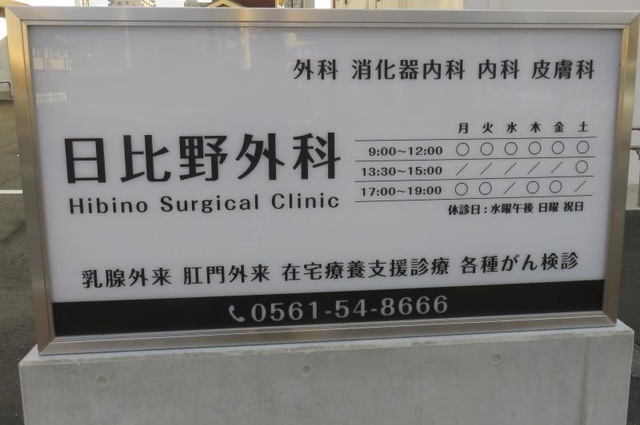 外科 消化器内科 内科 皮膚科
日比野外科
Hibino Surgical Clinic
月 火 水 木 金 土
9:00〜12:00 ○ ○ ○ ○ ○ ○
13:30〜15:00 ／ ／ ／ ／ ／ ○
17:00〜19:00 ○ ○ ／ ○ ○ ／
休診日：水曜午後 日曜 祝日
乳腺外来 肛門外来 在宅療養支援診療 各種がん検診
0561-54-8666